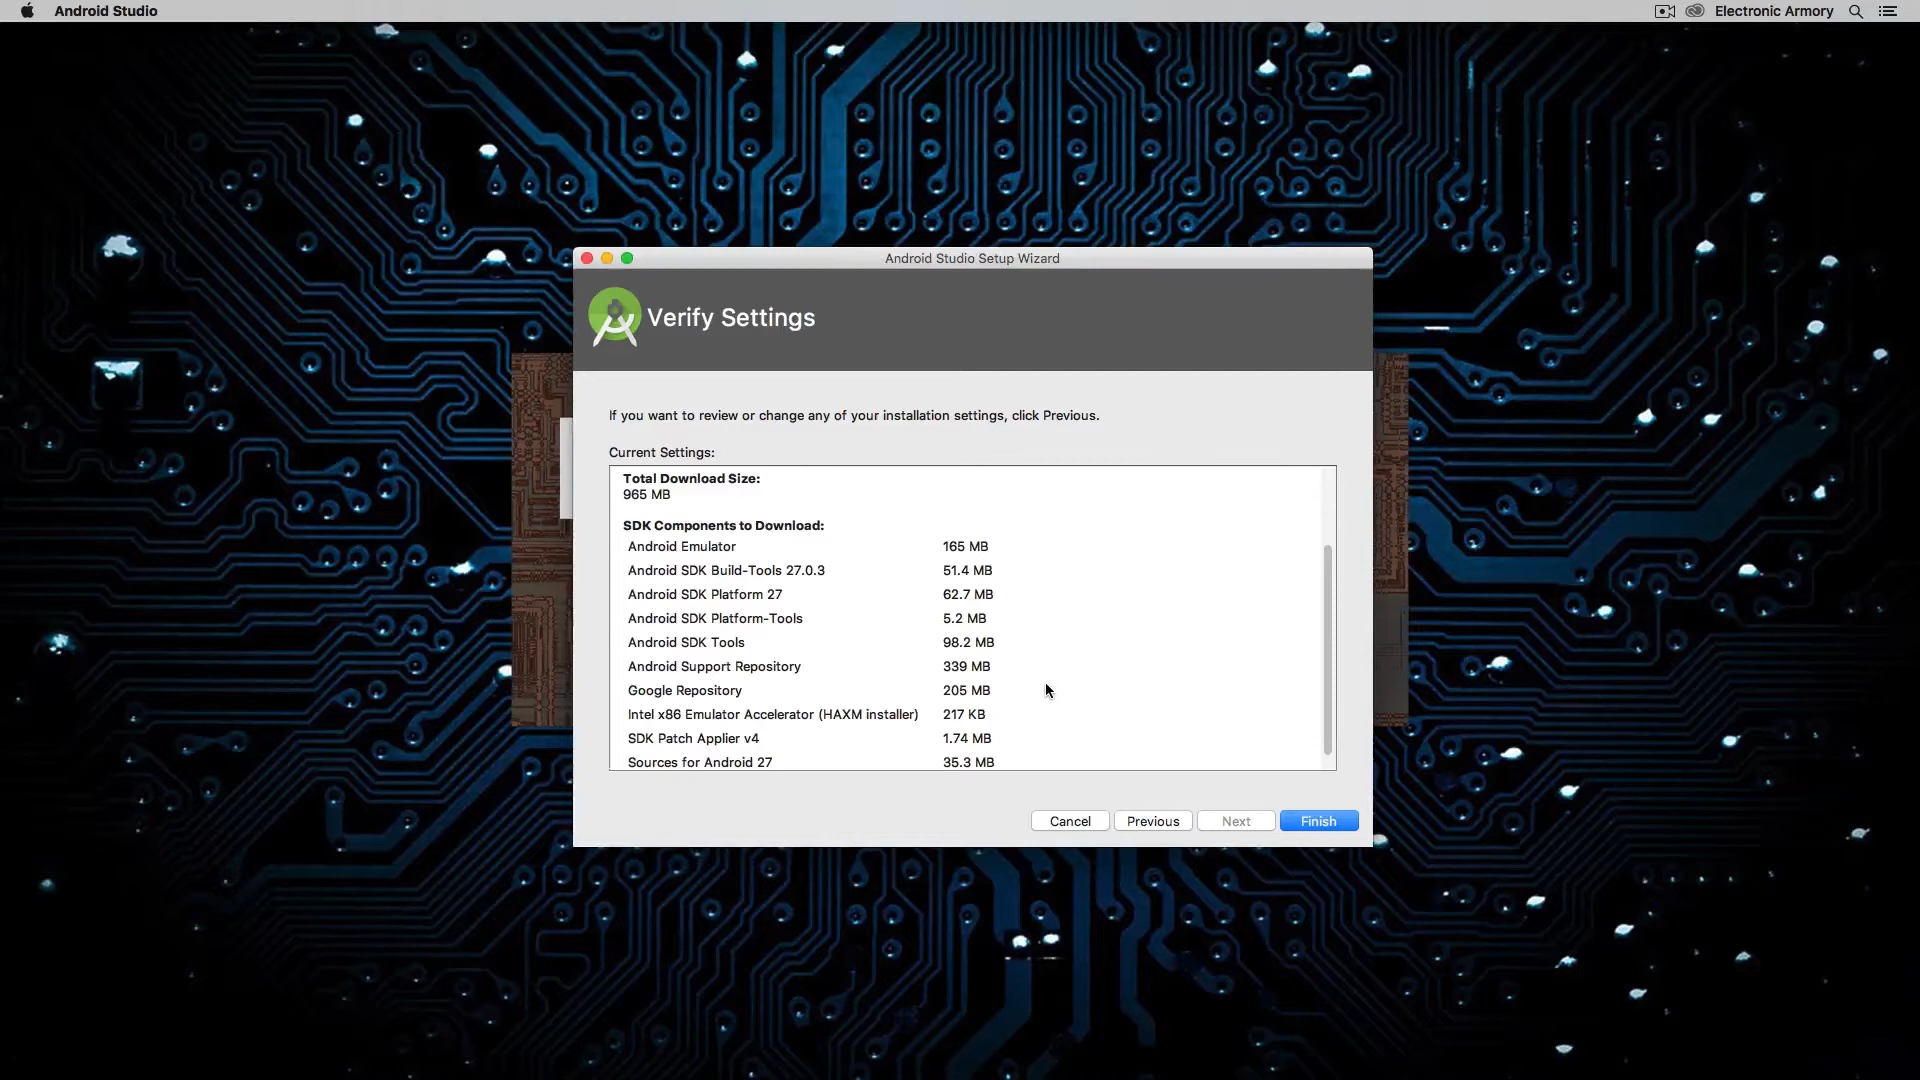 Android Studio
Electronic Armory
Android Studio Setup Wizard
Verify Settings
If you want to review or change any of your installation settings, click Previous.
Current Settings:
Total Download Size:
965 MB
SDK Components to Download:
Android Emulator 165 MB
Android SDK Build-Tools 27.0.3 51.4 MB
Android SDK Platform 27 62.7 MB
Android SDK Platform-Tools 5.2 MB
Android SDK Tools 98.2 MB
Android Support Repository 339 MB
Google Repository 205 MB
Intel x86 Emulator Accelerator (HAXM installer) 217 KB
SDK Patch Applier v4 1.74 MB
Sources for Android 27 35.3 MB
Cancel Previous Next Finish